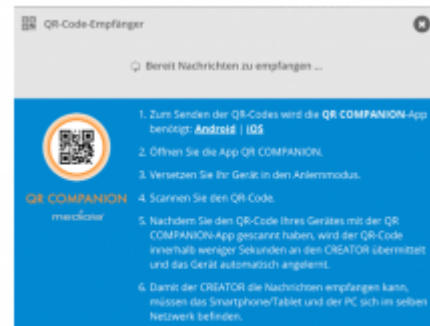 QR-Code-Empfänger
Bereit Nachrichten zu empfangen ...
1. Zum Senden der QR-Codes wird die QR COMPANION-App
benötigt: Android | iOS
2. Öffnen Sie die App QR COMPANION.
3. Versetzen Sie Ihr Gerät in den Anlernmodus.
QR COMPANION
mediola
4. Scannen Sie den QR-Code.
5. Nachdem Sie den QR-Code Ihres Gerätes mit der QR
COMPANION-App gescannt haben, wird der QR-Code
innerhalb weniger Sekunden an den CREATOR übermittelt
und das Gerät automatisch angelernt.
6. Damit der CREATOR die Nachrichten empfangen kann,
müssen das Smartphone/Tablet und der PC sich im selben
Netzwerk befinden.